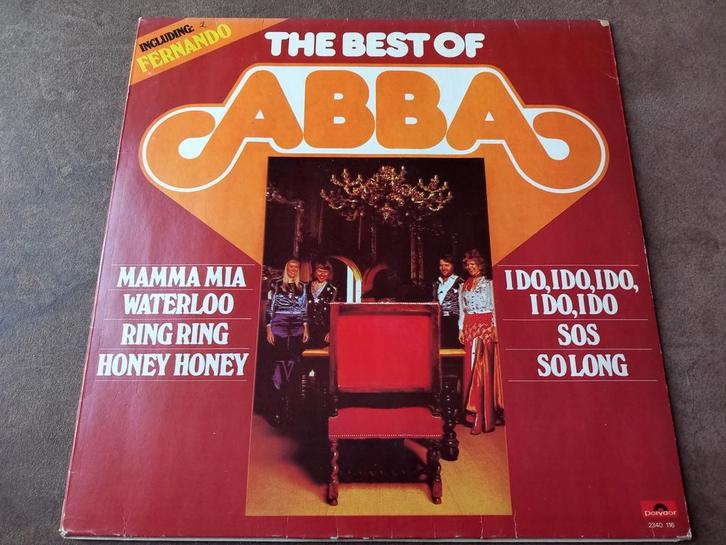 INCLUDING:
FERNANDO
THE BEST OF
ABBA
MAMMA MIA
WATERLOO
RING RING
HONEY HONEY
I DO, I DO, I DO,
I DO, I DO
SOS
SO LONG
polydor
2340 116